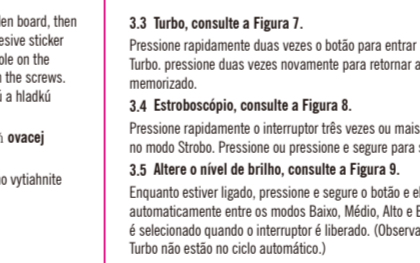 en board, then
esive sticker
ole on the
the screws.
a hladkú
ovacej
vytiahnite
3.3 Turbo, consulte a Figura 7.
Pressione rapidamente duas vezes o botão para entrar
Turbo. pressione duas vezes novamente para retornar a
memorizado.
3.4 Estroboscópio, consulte a Figura 8.
Pressione rapidamente o interruptor três vezes ou mais
no modo Strobo. Pressione ou pressione e segure para
3.5 Altere o nível de brilho, consulte a Figura 9.
Enquanto estiver ligado, pressione e segure o botão e
automaticamente entre os modos Baixo, Médio, Alto e
é selecionado quando o interruptor é liberado. (Observa
Turbo não estão no ciclo automático.)